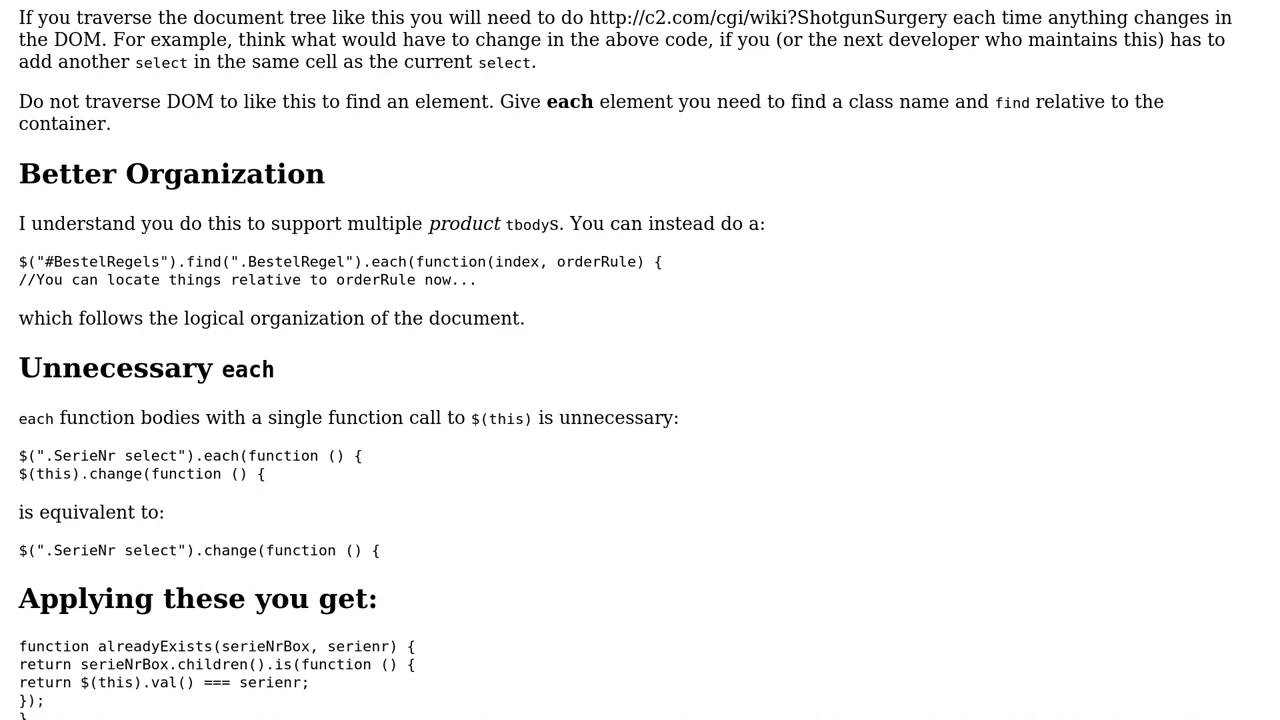 If you traverse the document tree like this you will need to do http://c2.com/cgi/wiki?ShotgunSurgery each time anything changes in
the DOM. For example, think what would have to change in the above code, if you (or the next developer who maintains this) has to
add another select in the same cell as the current select.
Do not traverse DOM to like this to find an element. Give each element you need to find a class name and find relative to the
container.
Better Organization
I understand you do this to support multiple product tbodys. You can instead do a:
$("#BestelRegels").find(".BestelRegel").each(function(index, orderRule) {
//You can locate things relative to orderRule now...
which follows the logical organization of the document.
Unnecessary each
each function bodies with a single function call to $(this) is unnecessary:
$(".SerieNr select").each(function () {
$(this).change(function () {
is equivalent to:
$(".SerieNr select").change(function () {
Applying these you get:
function alreadyExists(serieNrBox, serienr) {
return serieNrBox.children().is(function () {
return $(this).val() === serienr;
});
}